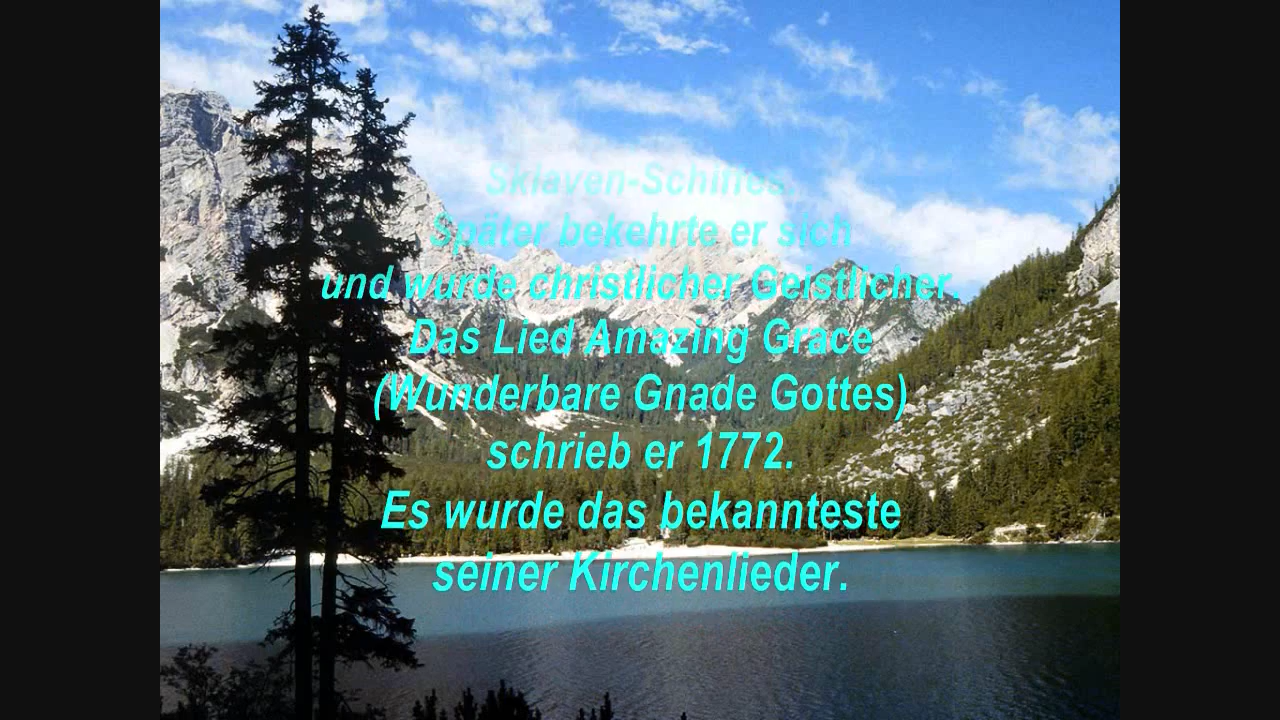 Sklaven-Schiffes.
Später bekehrte er sich
und wurde christlicher Geistlicher.
Das Lied Amazing Grace
(Wunderbare Gnade Gottes)
schrieb er 1772.
Es wurde das bekannteste
seiner Kirchenlieder.